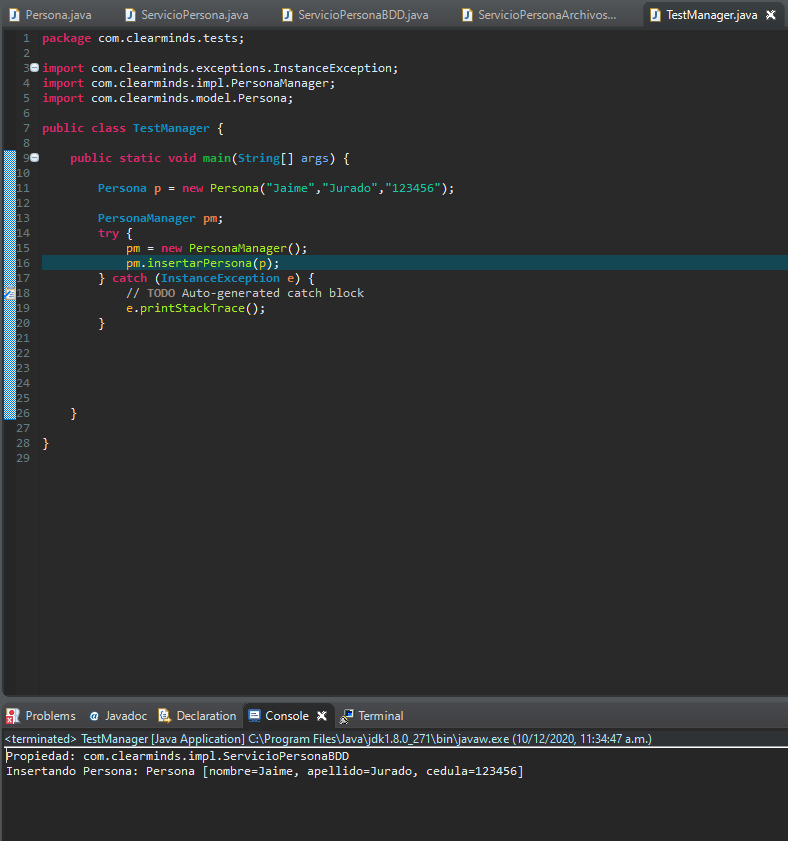 Persona.java ServicioPersona.java ServicioPersonaBDD.java ServicioPersonaArchivos... TestManager.java
1 package com.clearminds.tests;
2
3 import com.clearminds.exceptions.InstanceException;
4 import com.clearminds.impl.PersonaManager;
5 import com.clearminds.model.Persona;
6
7 public class TestManager {
8
9 public static void main(String[] args) {
10
11 Persona p = new Persona("Jaime","Jurado","123456");
12
13 PersonaManager pm;
14 try {
15 pm = new PersonaManager();
16 pm.insertarPersona(p);
17 } catch (InstanceException e) {
18 // TODO Auto-generated catch block
19 e.printStackTrace();
20 }
21
22
23
24
25
26 }
27
28 }
29
Problems Javadoc Declaration Console Terminal
<terminated> TestManager [Java Application] C:\Program Files\Java\jdk1.8.0_271\bin\javaw.exe (10/12/2020, 11:34:47 a.m.)
Propiedad: com.clearminds.impl.ServicioPersonaBDD
Insertando Persona: Persona [nombre=Jaime, apellido=Jurado, cedula=123456]